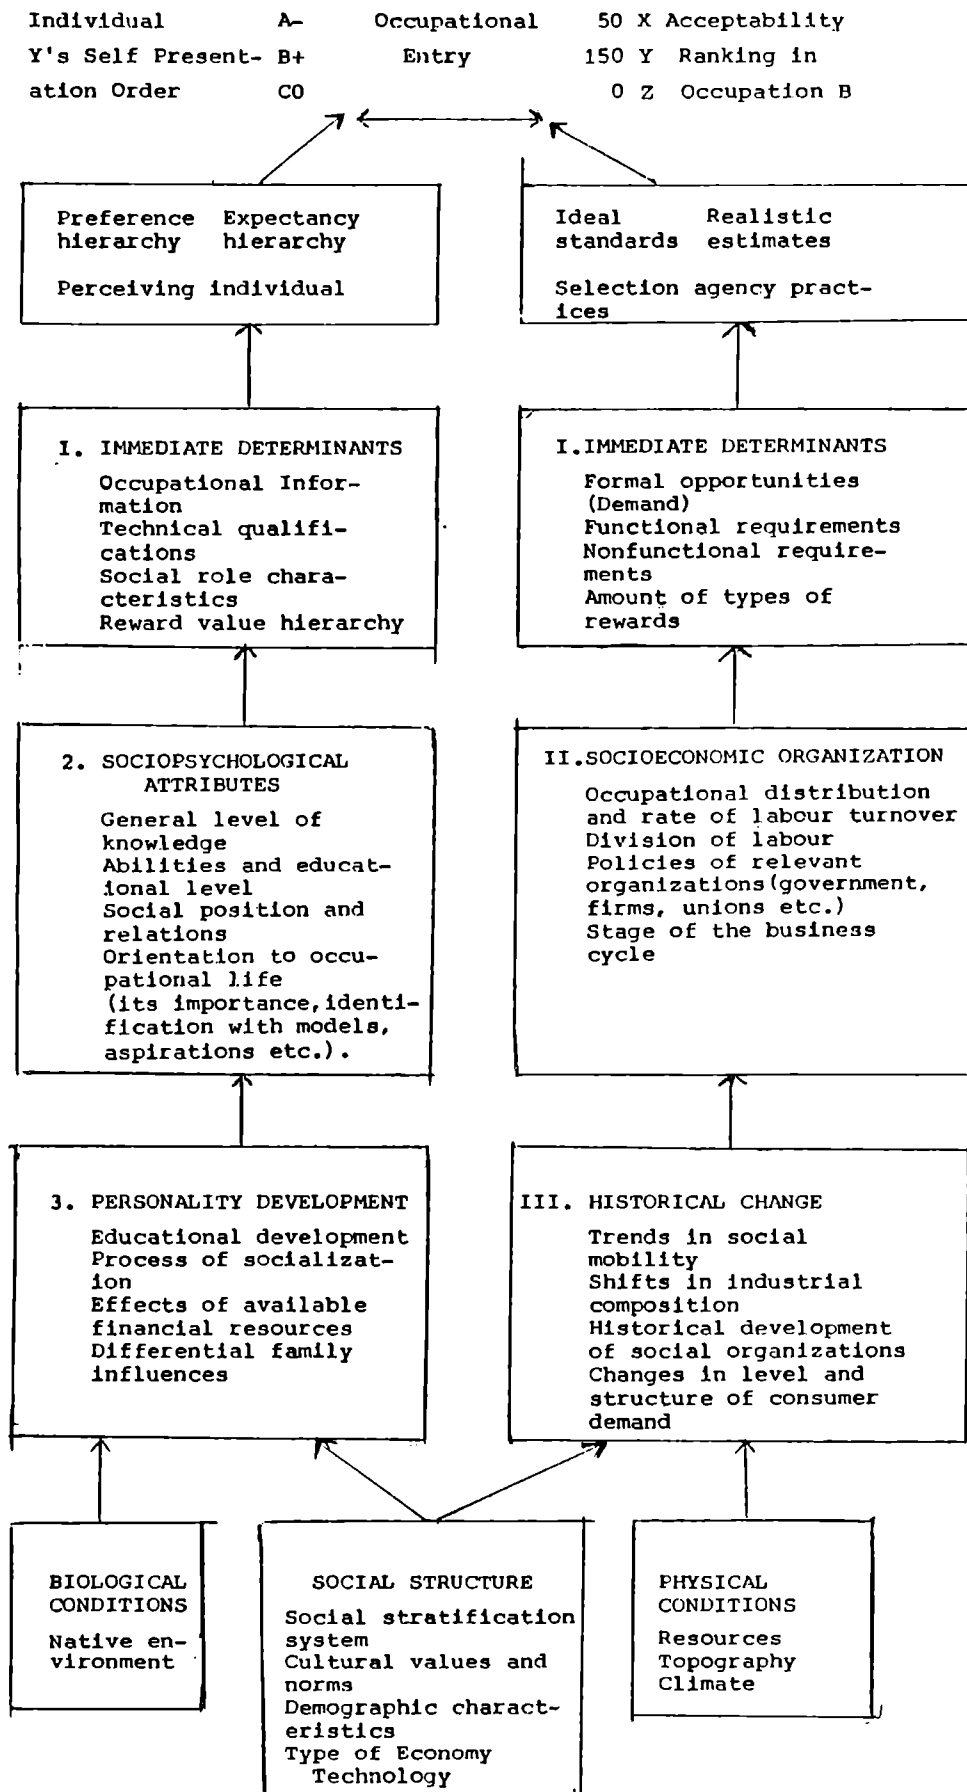 Individual A- Occupational 50 X Acceptability
Y's Self Present- B+ Entry 150 Y Ranking in
ation Order C0 0 Z Occupation B
Preference Expectancy
hierarchy hierarchy
Perceiving individual
Ideal Realistic
standards estimates
Selection agency pract-
ices
I. IMMEDIATE DETERMINANTS
Occupational Infor-
mation
Technical qualifi-
cations
Social role chara-
cteristics
Reward value hierarchy
I. IMMEDIATE DETERMINANTS
Formal opportunities
(Demand)
Functional requirements
Nonfunctional require-
ments
Amount of types of
rewards
2. SOCIOPSYCHOLOGICAL
ATTRIBUTES
General level of
knowledge
Abilities and educat-
ional level
Social position and
relations
Orientation to occu-
pational life
(its importance, identi-
fication with models,
aspirations etc.).
II. SOCIOECONOMIC ORGANIZATION
Occupational distribution
and rate of labour turnover
Division of labour
Policies of relevant
organizations (government,
firms, unions etc.)
Stage of the business
cycle
3. PERSONALITY DEVELOPMENT
Educational development
Process of socializat-
ion
Effects of available
financial resources
Differential family
influences
III. HISTORICAL CHANGE
Trends in social
mobility
Shifts in industrial
composition
Historical development
of social organizations
Changes in level and
structure of consumer
demand
BIOLOGICAL
CONDITIONS
Native en-
vironment
SOCIAL STRUCTURE
Social stratification
system
Cultural values and
norms
Demographic charact-
eristics
Type of Economy
Technology
PHYSICAL
CONDITIONS
Resources
Topography
Climate